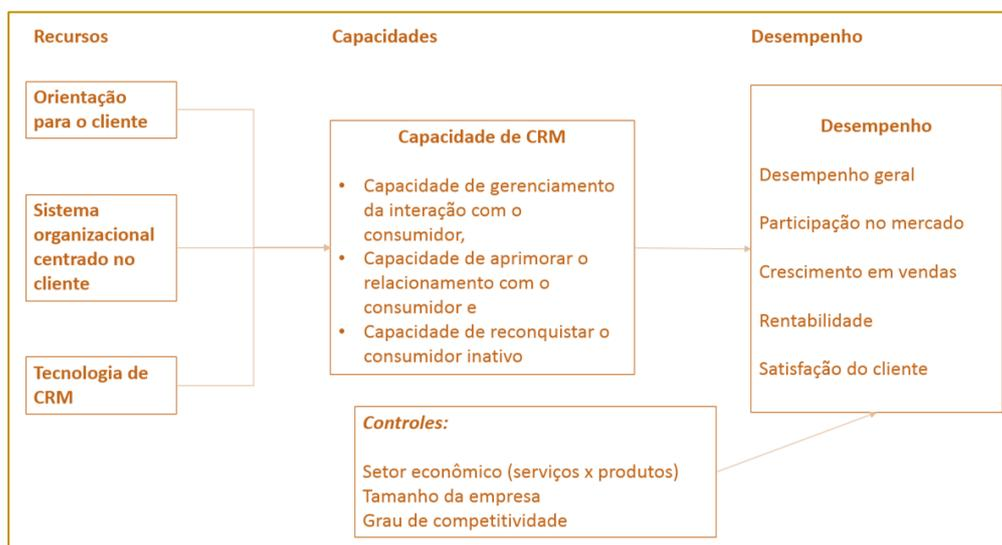 Recursos
Capacidades
Desempenho
Orientação
para o cliente
Sistema
organizacional
centrado no
cliente
Tecnologia de
CRM
Capacidade de CRM
• Capacidade de gerenciamento
da interação com o
consumidor,
• Capacidade de aprimorar o
relacionamento com o
consumidor e
• Capacidade de reconquistar o
consumidor inativo
Desempenho
Desempenho geral
Participação no mercado
Crescimento em vendas
Rentabilidade
Satisfação do cliente
Controles:
Setor econômico (serviços x produtos)
Tamanho da empresa
Grau de competitividade